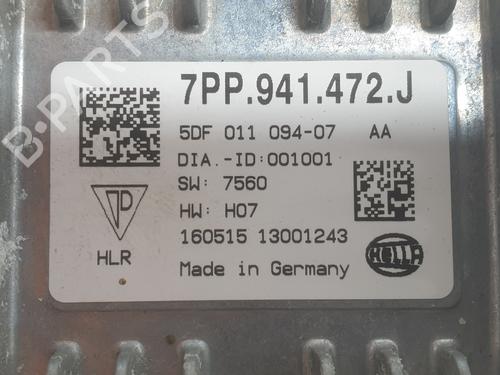 7PP.941.472.J
5DF 011 094-07 AA
DIA.-ID:001001
SW: 7560
HW: H07
160515 13001243
HLR
Made in Germany
HELLA
B-PARTS